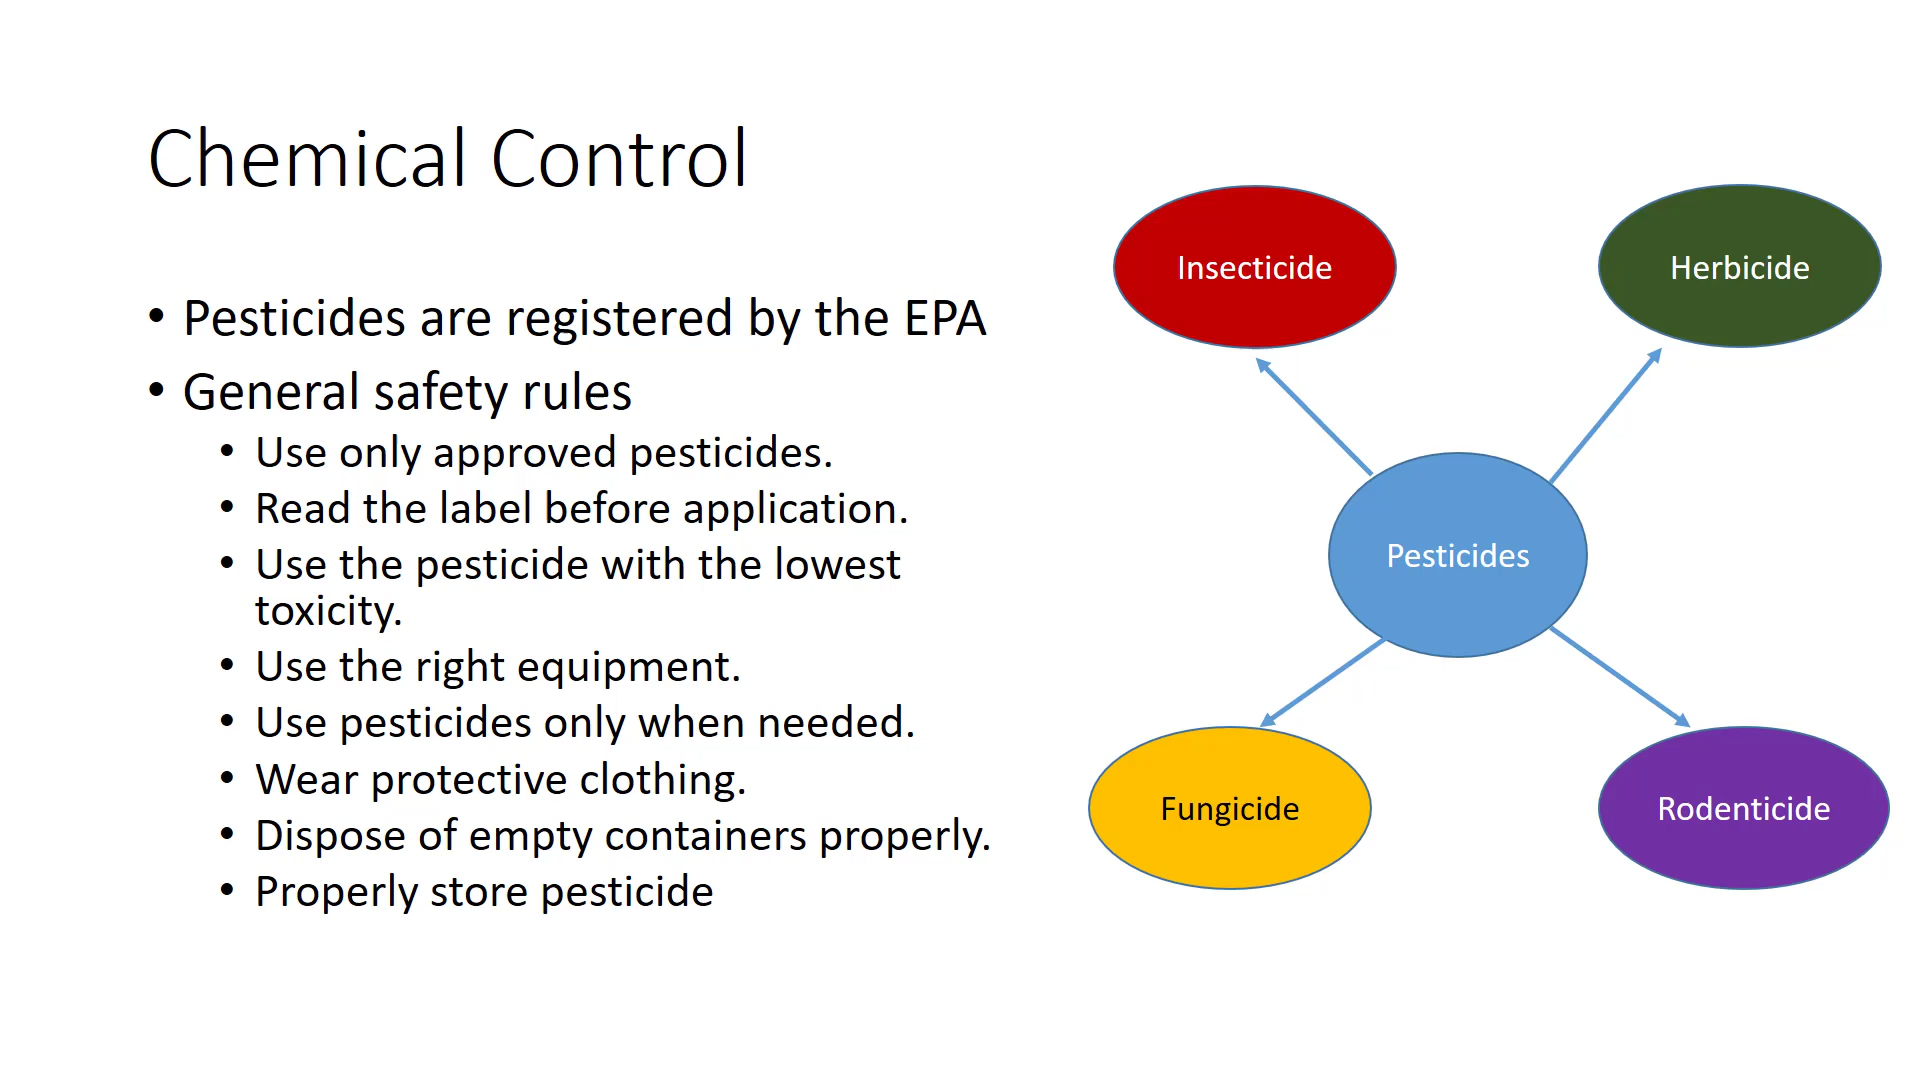 Chemical Control
• Pesticides are registered by the EPA
• General safety rules
• Use only approved pesticides.
• Read the label before application.
• Use the pesticide with the lowest
toxicity.
• Use the right equipment.
• Use pesticides only when needed.
• Wear protective clothing.
• Dispose of empty containers properly.
• Properly store pesticide
Insecticide
Herbicide
Pesticides
Fungicide
Rodenticide